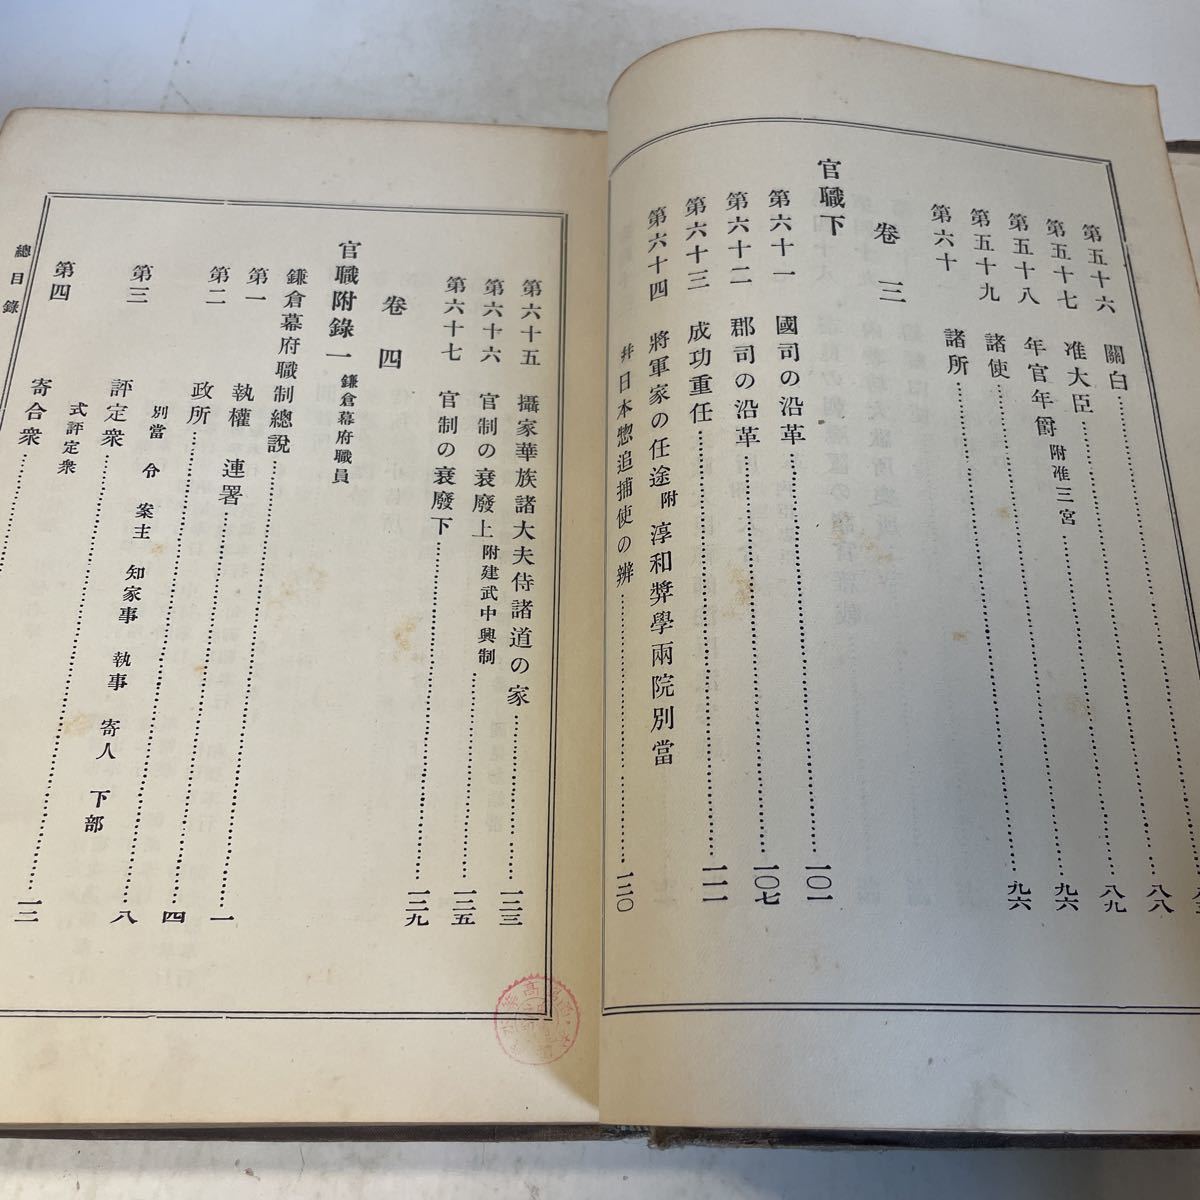 第五十六 關白………八三
第五十七 准大臣………八八
第五十八 年官年爵 附准三宮………八九
第五十九 諸使………九六
第六十 諸所………九六
卷三
官職下
第六十一 國司の沿革………一〇一
第六十二 郡司の沿革………一〇七
第六十三 成功重任………一一一
第六十四 將軍家の任途 附 淳和奬學兩院別當
幷日本惣追捕使の辨………一二〇
第六十五 攝家華族諸大夫侍諸道の家………一二三
第六十六 官制の衰廢上 附建武中興制………一二五
第六十七 官制の衰廢下………一二九
卷四
官職附錄一 鎌倉幕府職員
鎌倉幕府職制總說………一
第一 執權 連署………四
第二 政所………八
別當 令 案主 知家事 執事 寄人 下部
第三 評定衆………一二
式評定衆
第四 寄合衆………
總目錄